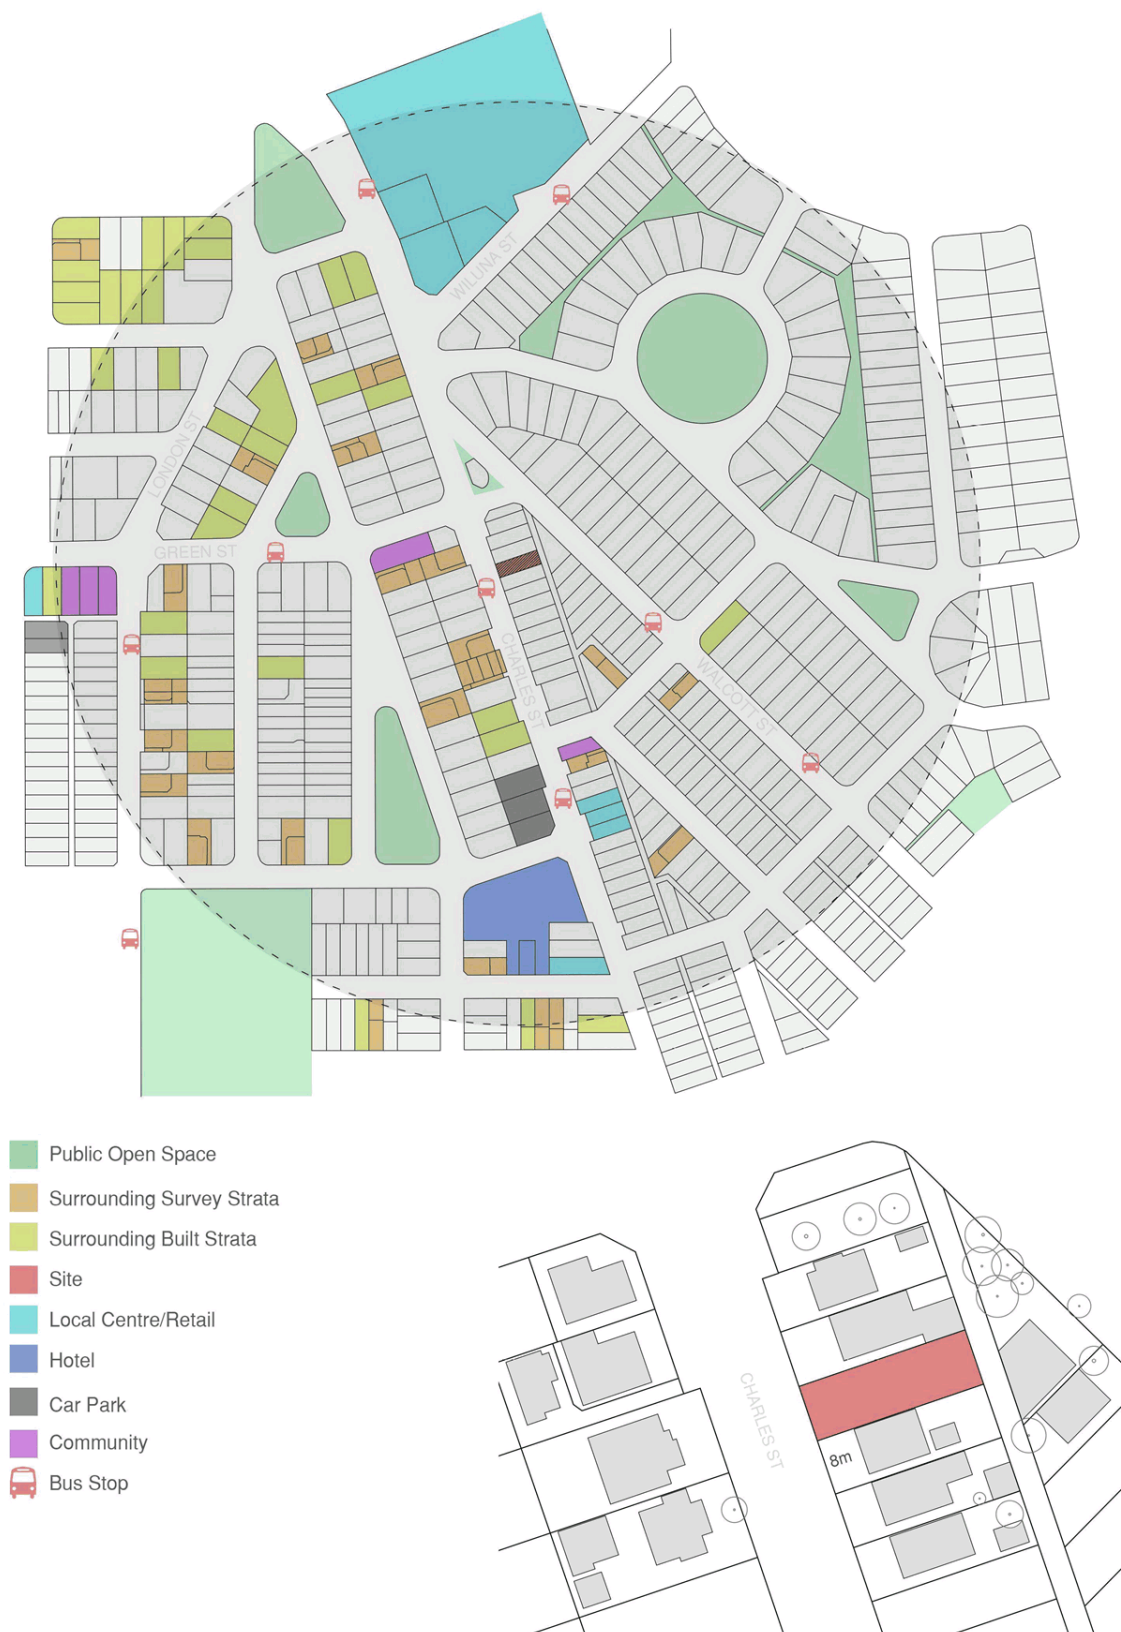 WILUNA ST
LONDON ST
GREEN ST
CHARLES ST
WALCOTT ST
Public Open Space
Surrounding Survey Strata
Surrounding Built Strata
Site
Local Centre/Retail
Hotel
Car Park
Community
Bus Stop
CHARLES ST
8m